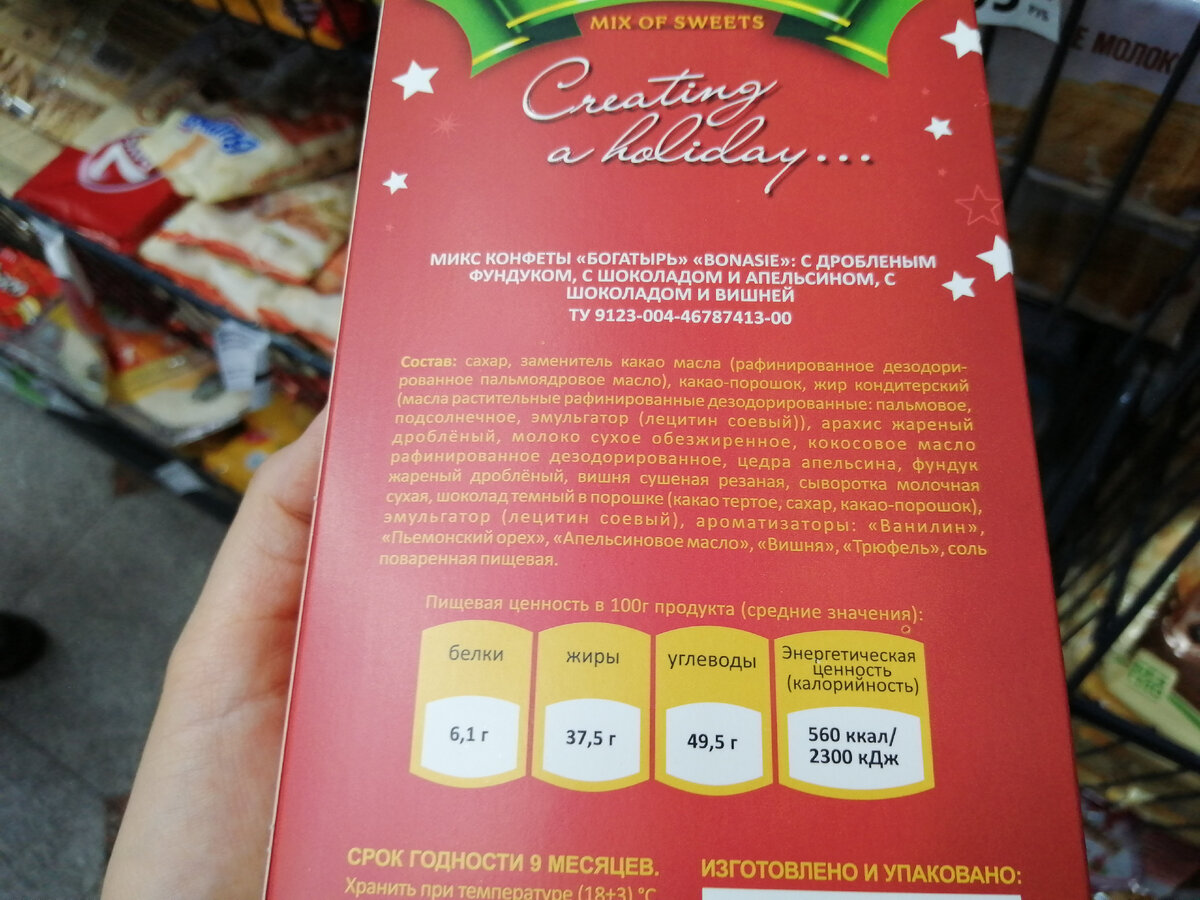 MIX OF SWEETS
Creating
a holiday...
МИКС КОНФЕТЫ «БОГАТЫРЬ» «BONASIE»: С ДРОБЛЕНЫМ
ФУНДУКОМ, С ШОКОЛАДОМ И АПЕЛЬСИНОМ, С
ШОКОЛАДОМ И ВИШНЕЙ
ТУ 9123-004-46787413-00
Состав: сахар, заменитель какао масла (рафинированное дезодори-
рованное пальмоядровое масло), какао-порошок, жир кондитерский
(масла растительные рафинированные дезодорированные: пальмовое,
подсолнечное, эмульгатор (лецитин соевый)), арахис жареный
дроблёный, молоко сухое обезжиренное, кокосовое масло
рафинированное дезодорированное, цедра апельсина, фундук
жареный дроблёный, вишня сушеная резаная, сыворотка молочная
сухая, шоколад темный в порошке (какао тертое, сахар, какао-порошок),
эмульгатор (лецитин соевый), ароматизаторы: «Ванилин»,
«Пьемонский орех», «Апельсиновое масло», «Вишня», «Трюфель», соль
поваренная пищевая.
Пищевая ценность в 100г продукта (средние значения):
белки жиры углеводы Энергетическая
ценность
(калорийность)
6,1 г 37,5 г 49,5 г 560 ккал/
2300 кДж
СРОК ГОДНОСТИ 9 МЕСЯЦЕВ.
Хранить при температуре (18±3) °С
ИЗГОТОВЛЕНО И УПАКОВАНО:
РУБ
МОЛОК